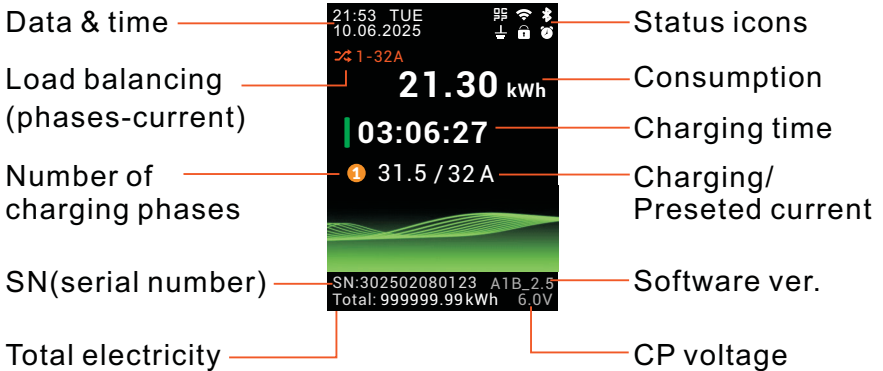 Data & time
Load balancing
(phases-current)
Number of
charging phases
SN(serial number)
Total electricity
21:53 TUE
10.06.2025
1-32A
21.30 kWh
03:06:27
1 31.5 / 32 A
SN:302502080123 A1B_2.5
Total: 999999.99kWh 6.0V
Status icons
Consumption
Charging time
Charging/
Preseted current
Software ver.
CP voltage